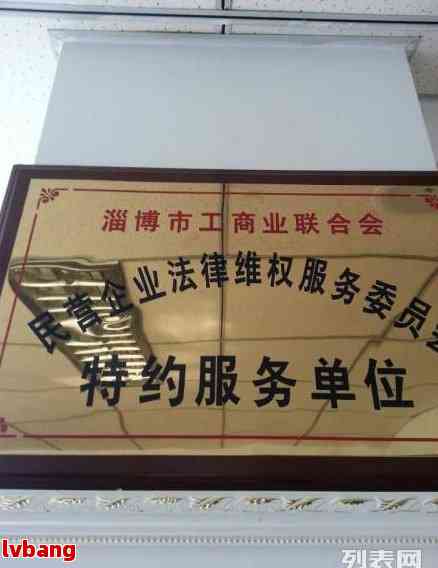 淄博市工商业联合会
民营企业法律维权服务委员会
特约服务单位
lvbang
列表网